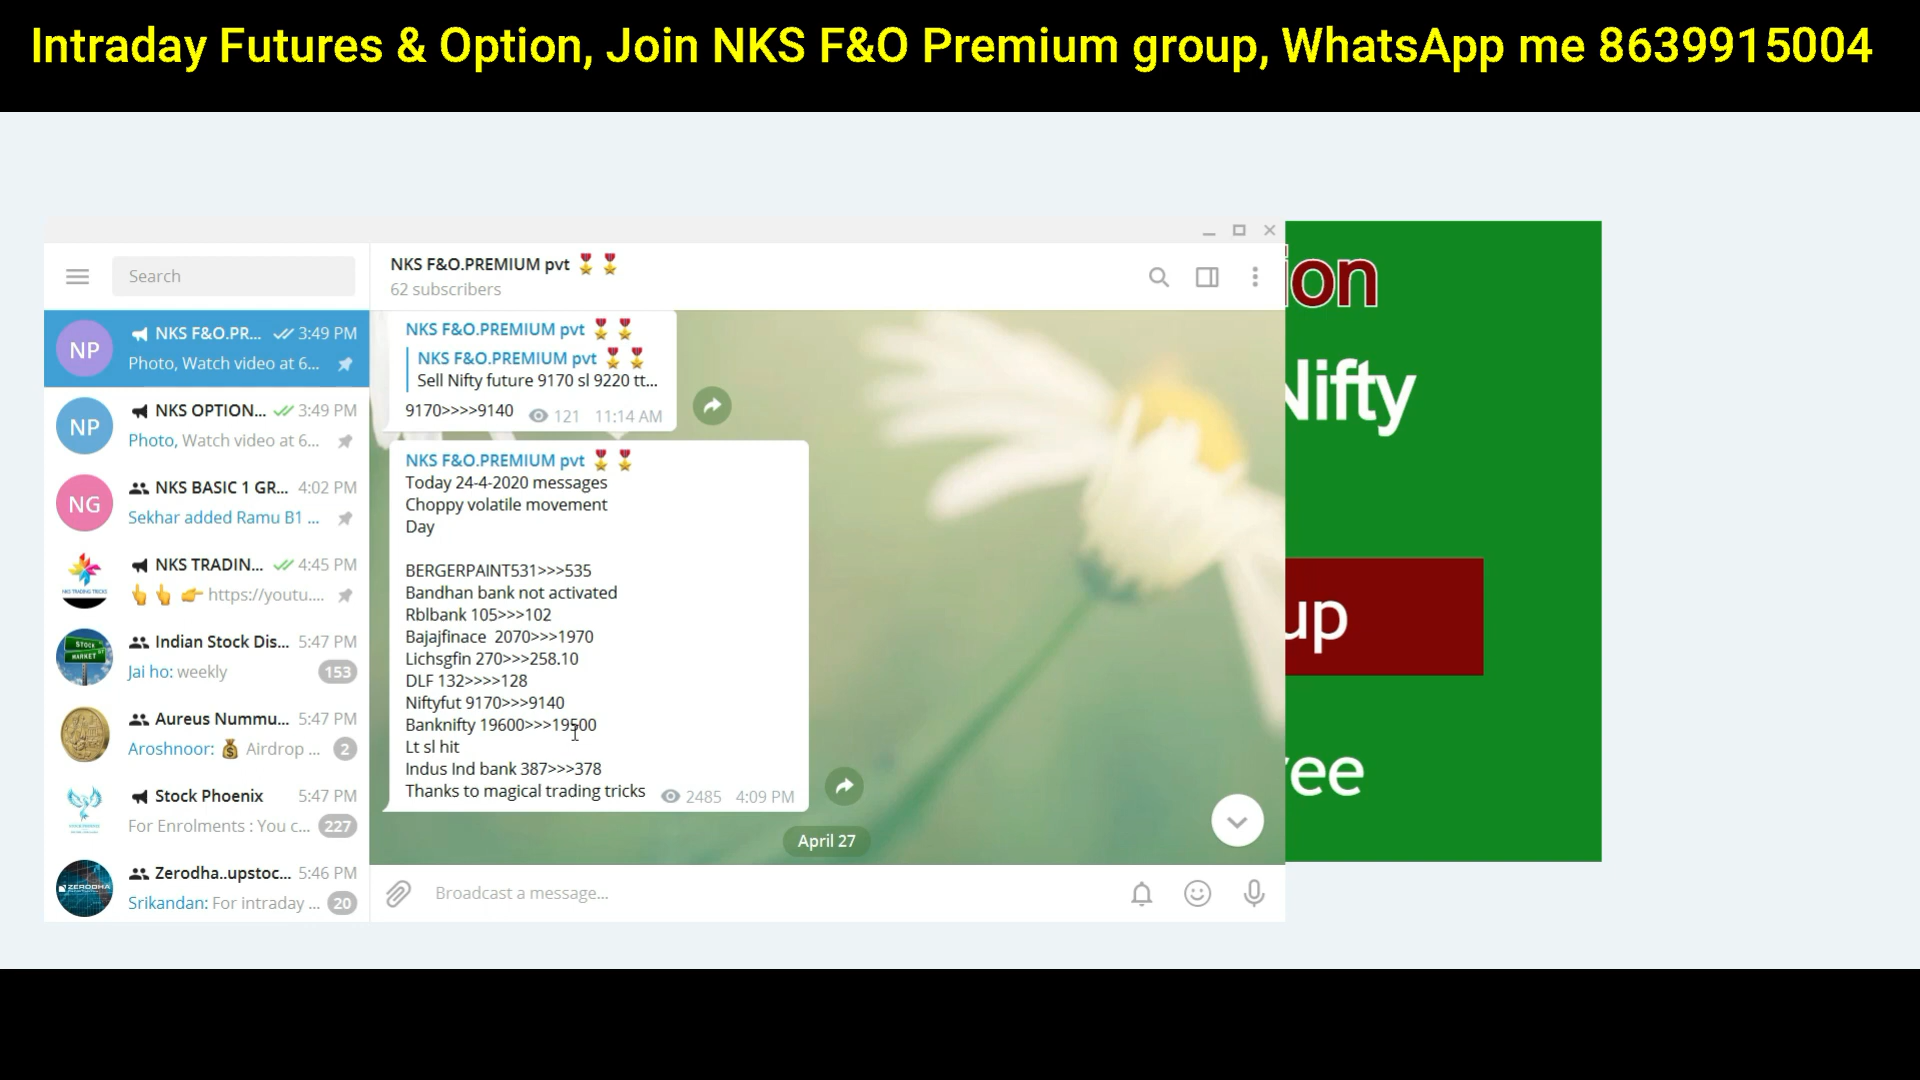 Intraday Futures & Option, Join NKS F&O Premium group, WhatsApp me 8639915004
Search
NKS F&O.PR... 3:49 PM
Photo, Watch video at 6...
NKS OPTION... 3:49 PM
Photo, Watch video at 6...
NKS BASIC 1 GR... 4:02 PM
Sekhar added Ramu B1 ...
NKS TRADIN... 4:45 PM
👆 👆 👉 https://youtu....
Indian Stock Dis... 5:47 PM
Jai ho: weekly 153
Aureus Nummu... 5:47 PM
Aroshnoor: 💰 Airdrop ... 2
Stock Phoenix 5:47 PM
For Enrolments : You c... 227
Zerodha..upstoc... 5:46 PM
Srikandan: For intraday ... 20
NP
NP
NG
STOCK
MARKET
ZERODHA
NKS F&O.PREMIUM pvt 🎖 🎖
62 subscribers
NKS F&O.PREMIUM pvt 🎖 🎖
NKS F&O.PREMIUM pvt 🎖 🎖
Sell Nifty future 9170 sl 9220 tt...
9170>>>>9140 121 11:14 AM
NKS F&O.PREMIUM pvt 🎖 🎖
Today 24-4-2020 messages
Choppy volatile movement
Day
BERGERPAINT531>>>535
Bandhan bank not activated
Rblbank 105>>>102
Bajajfinace 2070>>>1970
Lichsgfin 270>>>258.10
DLF 132>>>>128
Niftyfut 9170>>>9140
Banknifty 19600>>>19500
Lt sl hit
Indus Ind bank 387>>>378
Thanks to magical trading tricks 2485 4:09 PM
April 27
Broadcast a message...
ion
Nifty
up
ree